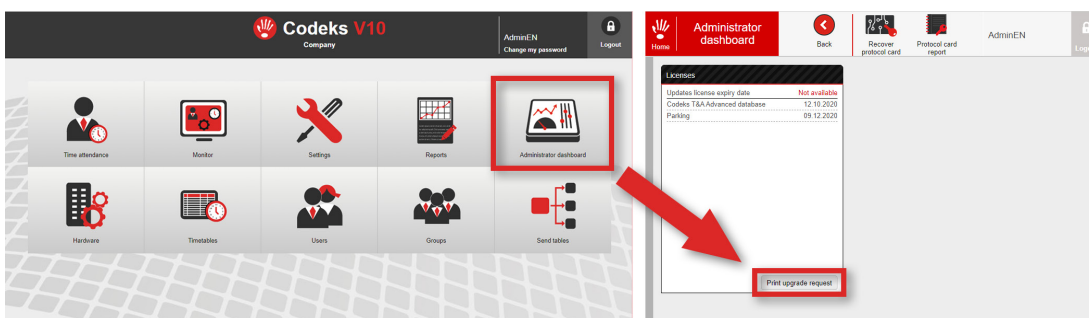 Codeks V10
Company
AdminEN
Change my password
Logout
Time attendance
Monitor
Settings
Reports
Administrator dashboard
Hardware
Timetables
Users
Groups
Send tables
Home
Administrator
dashboard
Back
Recover
protocol card
Protocol card
report
AdminEN
Licenses
Updates license expiry date Not available
Codeks T&A Advanced database 12.10.2020
Parking 09.12.2020
Print upgrade request